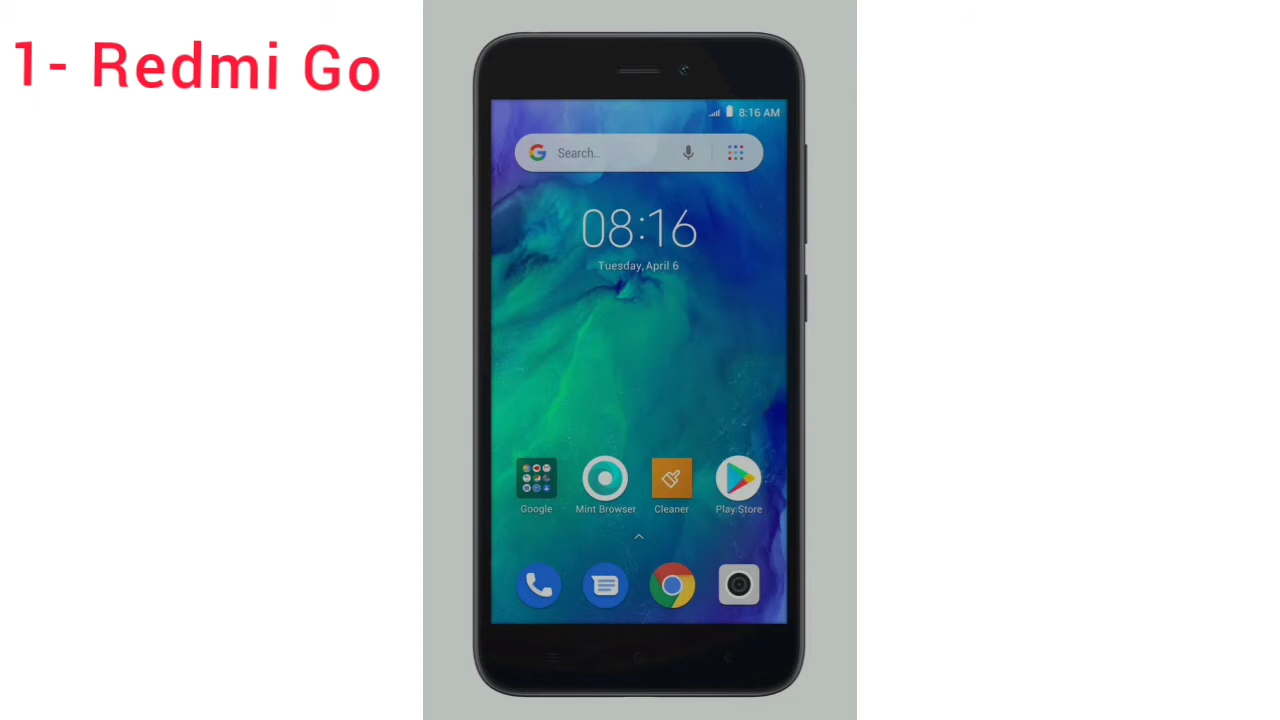 1- Redmi Go
8:16 AM
Search...
08:16
Tuesday, April 6
Google
Mint Browser
Cleaner
Play Store